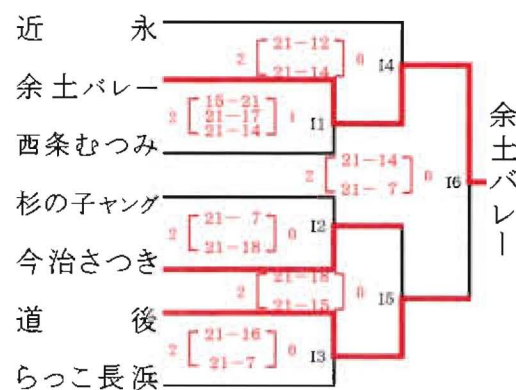 近永
2 21-12 0
21-14
I4
余土バレー
15-21
2 21-17 1
21-14
I1
西条むつみ
2 21-14 0
21- 7
I6
余土バレー
杉の子ヤング
2 21- 7 0
21-18
I2
今治さつき
2 21-18 0
21-15
I5
道後
2 21-16 0
21-7
I3
らっこ長浜